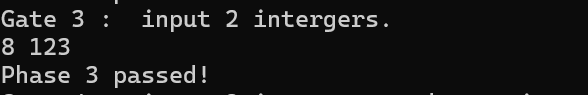 Gate 3 :  input 2 intergers.
8 123
Phase 3 passed!